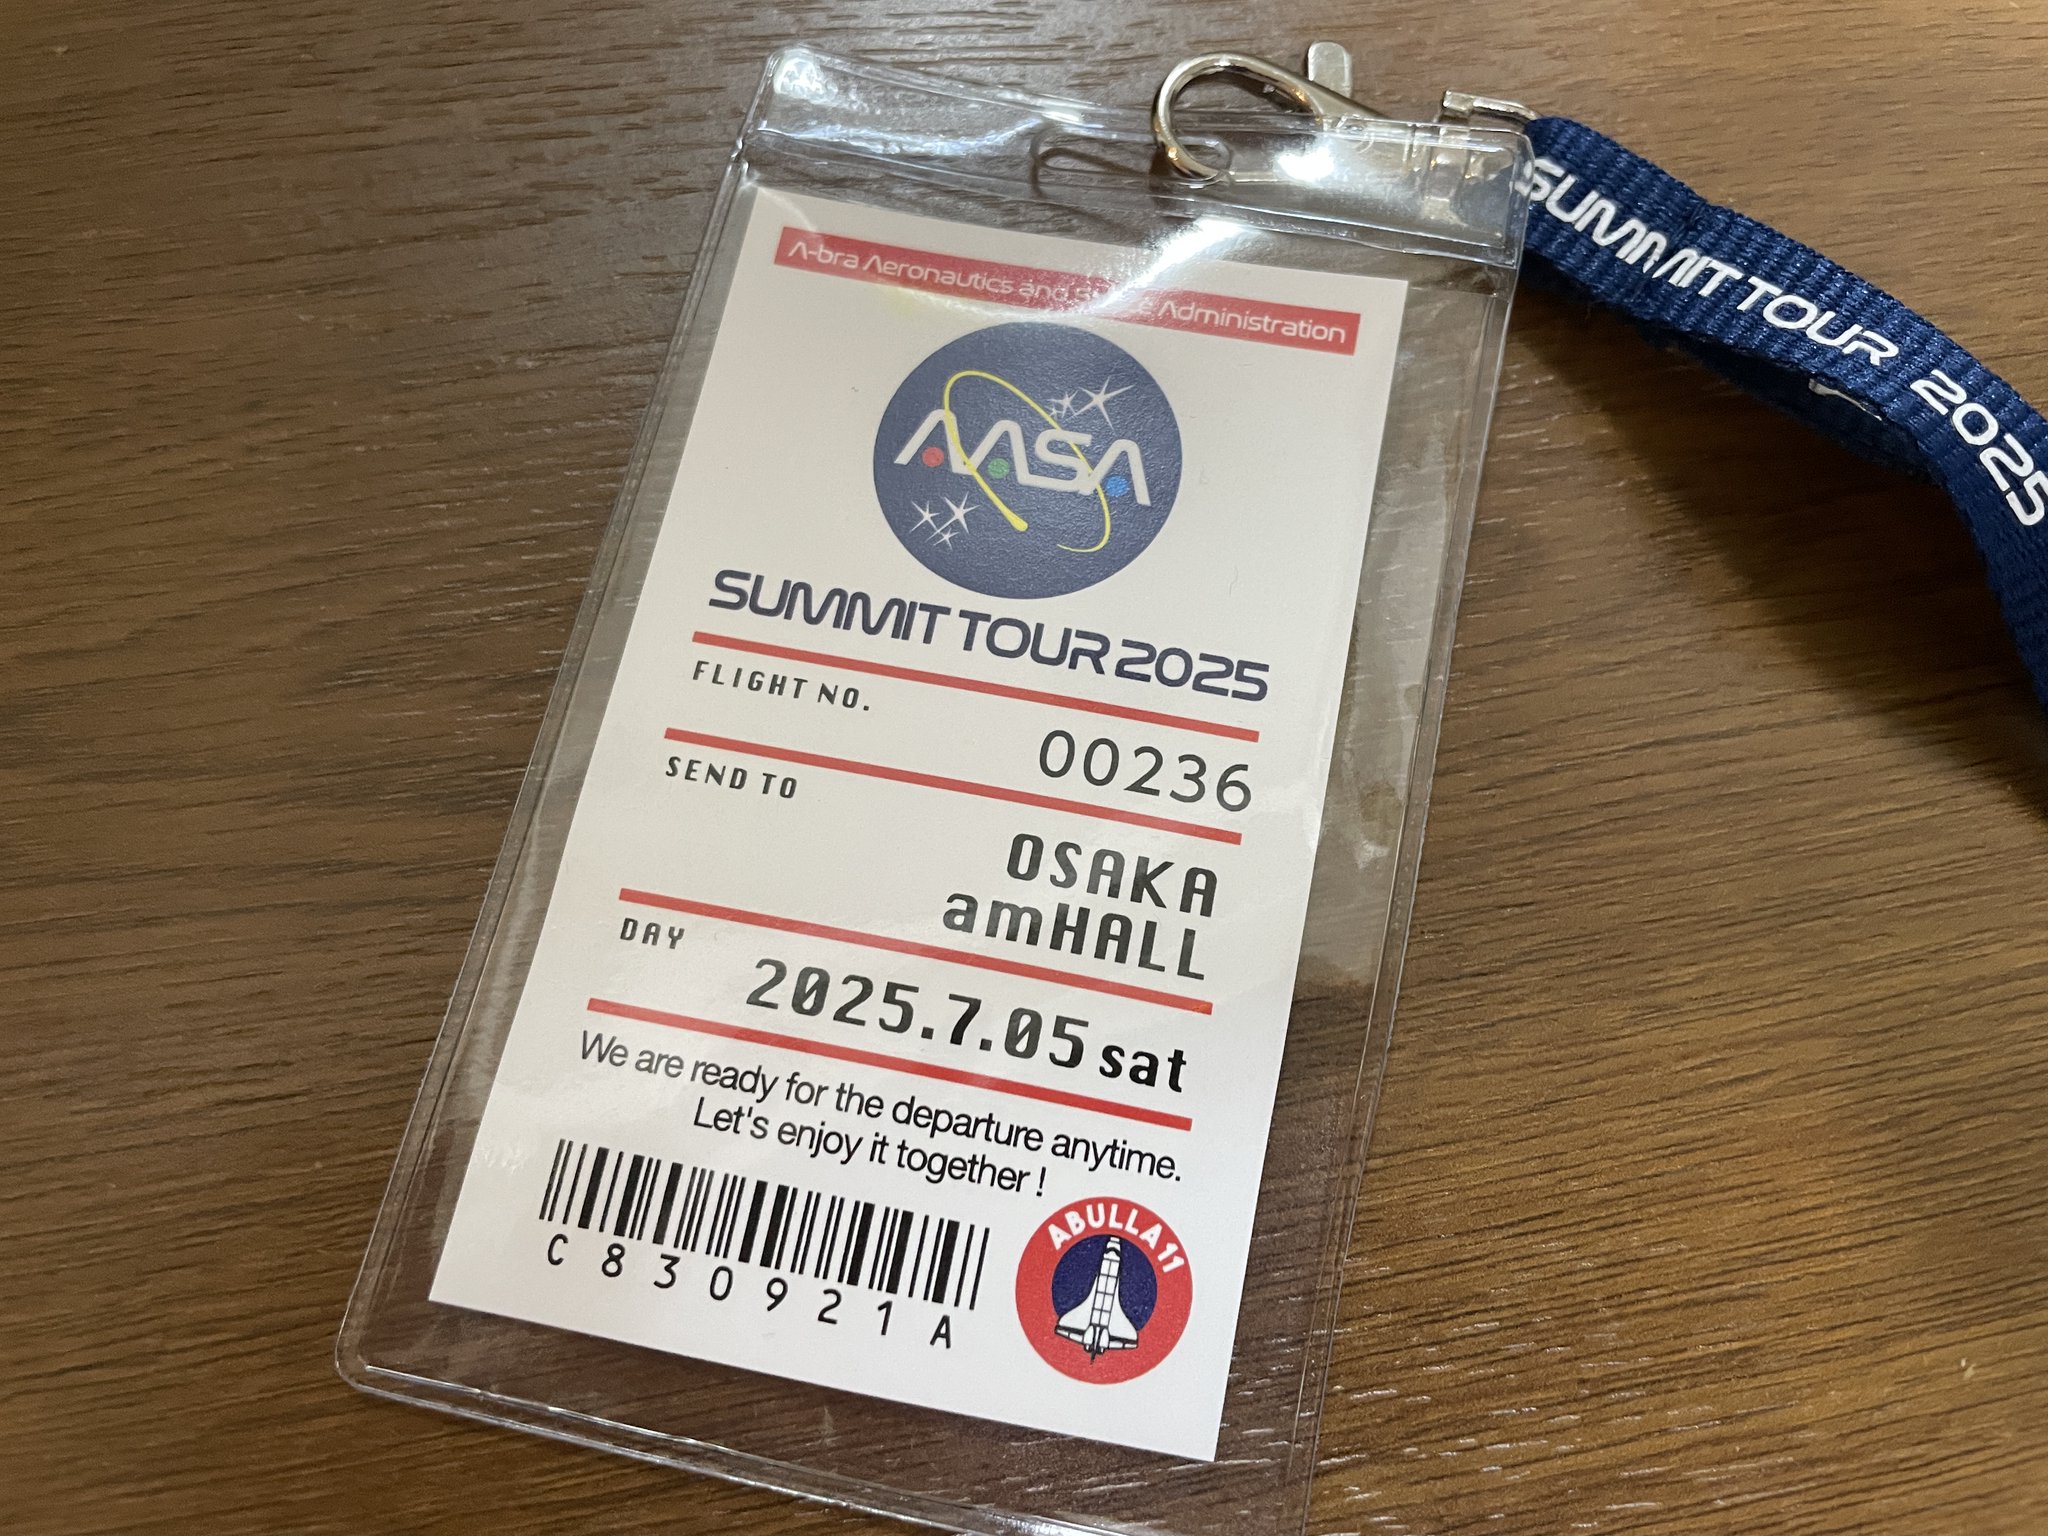 A-bra Aeronautics and Space Administration
AASA
SUMMIT TOUR 2025
FLIGHT NO.
00236
SEND TO
OSAKA
amHALL
DAY
2025.7.05 sat
We are ready for the departure anytime.
Let's enjoy it together !
C830921A
ABULLA11
SUMMIT TOUR 2025